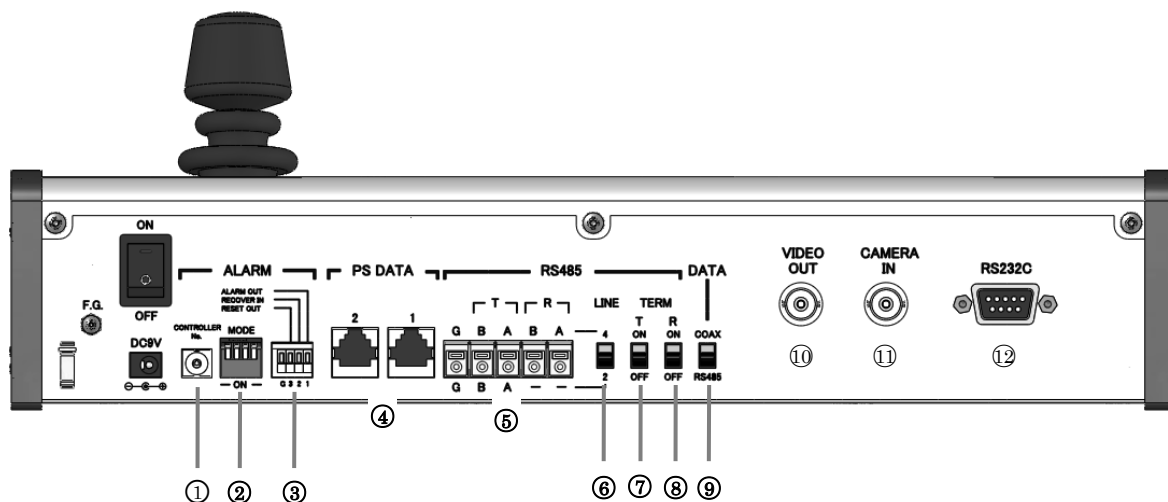 ON
OFF
F.G.
DC9V
ALARM
ALARM OUT
RECOVER IN
RESET OUT
CONTROLLER
No.
MODE
ON
G 3 2 1
PS DATA
2 1
RS485
T R
G B A B A
G B A — —
LINE
4
2
TERM
T
ON
OFF
R
ON
OFF
DATA
COAX
RS485
VIDEO
OUT
CAMERA
IN
RS232C
① ② ③ ④ ⑤ ⑥ ⑦ ⑧ ⑨ ⑩ ⑪ ⑫